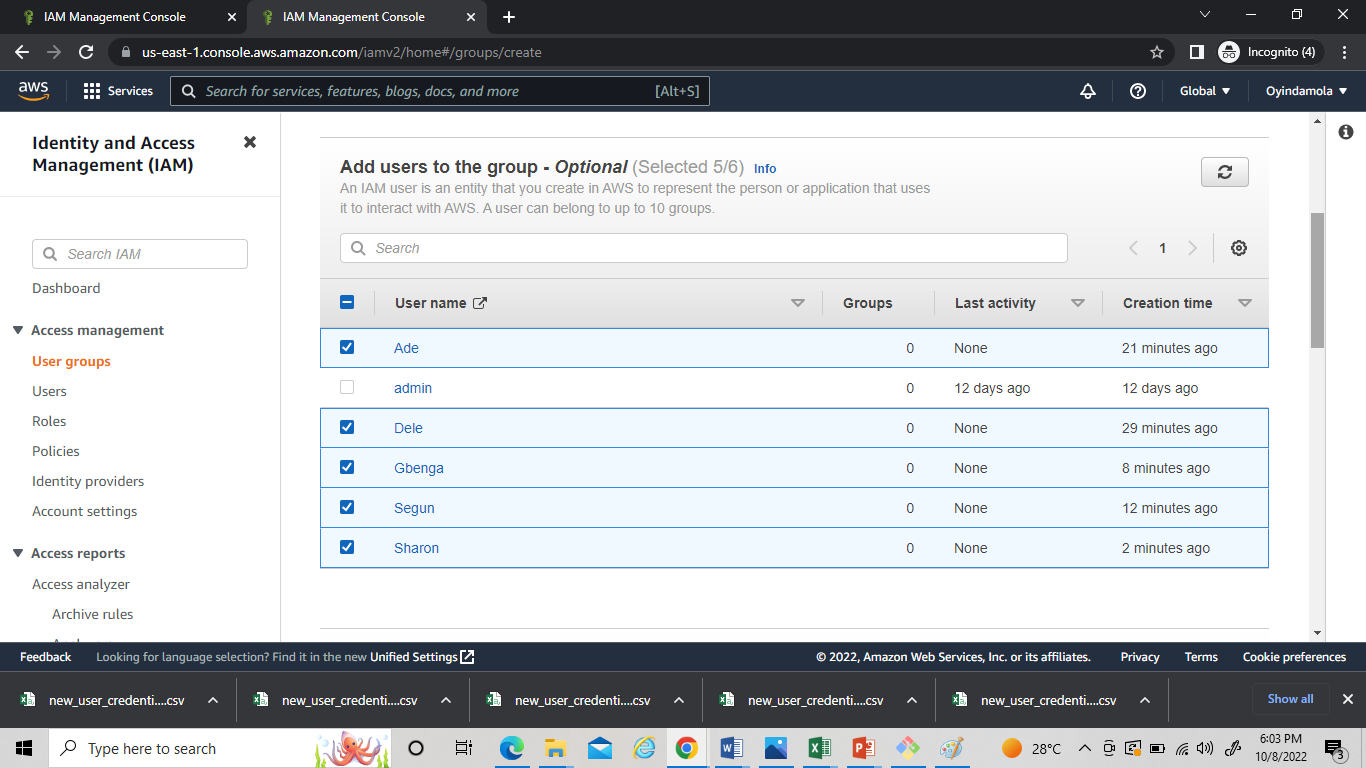 IAM Management Console
IAM Management Console
us-east-1.console.aws.amazon.com/iamv2/home#/groups/create
Incognito (4)
aws
Services
Search for services, features, blogs, docs, and more
[Alt+S]
Global
Oyindamola
Identity and Access
Management (IAM)
Search IAM
Dashboard
Access management
User groups
Users
Roles
Policies
Identity providers
Account settings
Access reports
Access analyzer
Archive rules
Add users to the group - Optional (Selected 5/6) Info
An IAM user is an entity that you create in AWS to represent the person or application that uses
it to interact with AWS. A user can belong to up to 10 groups.
Search
1
User name Groups Last activity Creation time
Ade 0 None 21 minutes ago
admin 0 12 days ago 12 days ago
Dele 0 None 29 minutes ago
Gbenga 0 None 8 minutes ago
Segun 0 None 12 minutes ago
Sharon 0 None 2 minutes ago
Feedback Looking for language selection? Find it in the new Unified Settings © 2022, Amazon Web Services, Inc. or its affiliates. Privacy Terms Cookie preferences
new_user_credenti....csv
new_user_credenti....csv
new_user_credenti....csv
new_user_credenti....csv
new_user_credenti....csv
Show all
Type here to search
28°C
6:03 PM
10/8/2022
3